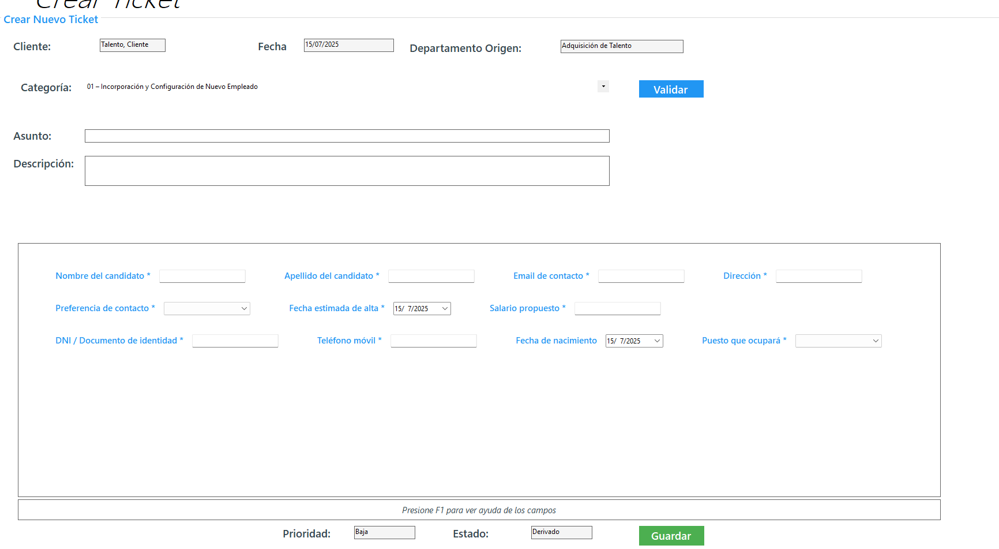 Crear Ticket
Crear Nuevo Ticket
Cliente: Talento, Cliente Fecha 15/07/2025 Departamento Origen: Adquisición de Talento
Categoría: 01 – Incorporación y Configuración de Nuevo Empleado Validar
Asunto:
Descripción:
Nombre del candidato * Apellido del candidato * Email de contacto * Dirección *
Preferencia de contacto * Fecha estimada de alta * 15/ 7/2025 Salario propuesto *
DNI / Documento de identidad * Teléfono móvil * Fecha de nacimiento 15/ 7/2025 Puesto que ocupará *
Presione F1 para ver ayuda de los campos
Prioridad: Baja Estado: Derivado Guardar